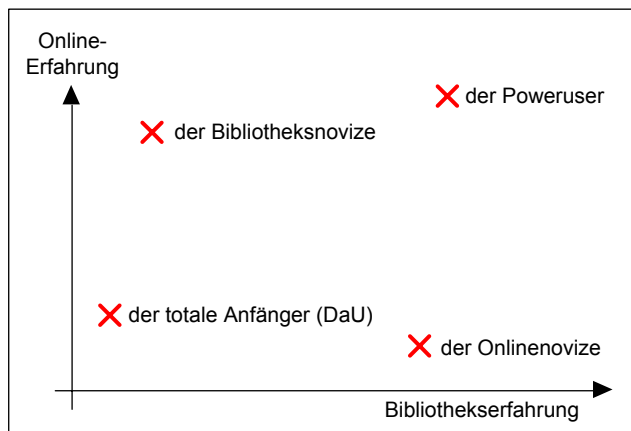 Online-
Erfahrung
der Poweruser
der Bibliotheksnovize
der totale Anfänger (DaU)
der Onlinenovize
Bibliothekserfahrung